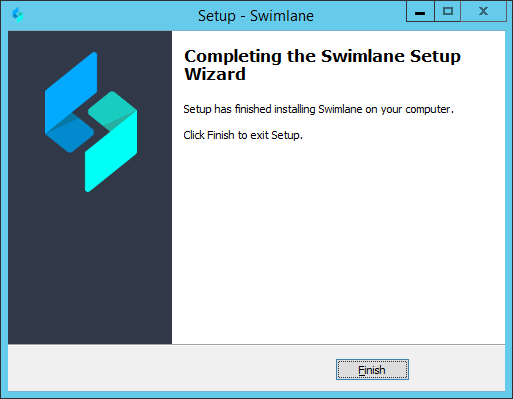 Setup - Swimlane
Completing the Swimlane Setup
Wizard
Setup has finished installing Swimlane on your computer.
Click Finish to exit Setup.
Finish